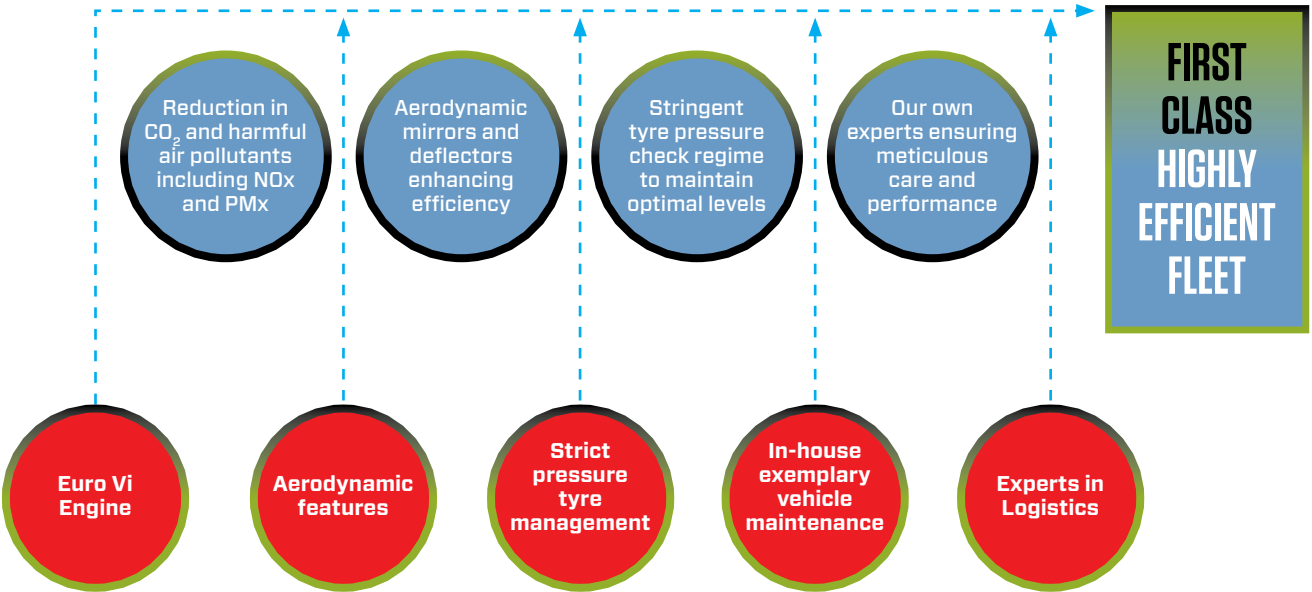 Reduction in
CO₂ and harmful
air pollutants
including NOx
and PMx
Aerodynamic
mirrors and
deflectors
enhancing
efficiency
Stringent
tyre pressure
check regime
to maintain
optimal levels
Our own
experts ensuring
meticulous
care and
performance
FIRST
CLASS
HIGHLY
EFFICIENT
FLEET
Euro Vi
Engine
Aerodynamic
features
Strict
pressure
tyre
management
In-house
exemplary
vehicle
maintenance
Experts in
Logistics